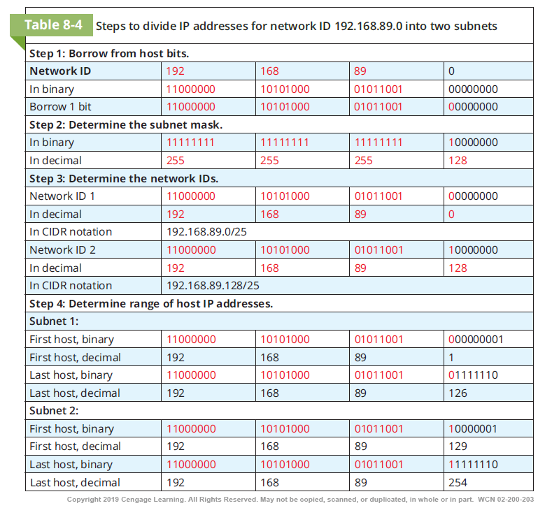 Table 8-4 Steps to divide IP addresses for network ID 192.168.89.0 into two subnets
Step 1: Borrow from host bits.
Network ID 192 168 89 0
In binary 11000000 10101000 01011001 00000000
Borrow 1 bit 11000000 10101000 01011001 00000000
Step 2: Determine the subnet mask.
In binary 11111111 11111111 11111111 10000000
In decimal 255 255 255 128
Step 3: Determine the network IDs.
Network ID 1 11000000 10101000 01011001 00000000
In decimal 192 168 89 0
In CIDR notation 192.168.89.0/25
Network ID 2 11000000 10101000 01011001 10000000
In decimal 192 168 89 128
In CIDR notation 192.168.89.128/25
Step 4: Determine range of host IP addresses.
Subnet 1:
First host, binary 11000000 10101000 01011001 000000001
First host, decimal 192 168 89 1
Last host, binary 11000000 10101000 01011001 01111110
Last host, decimal 192 168 89 126
Subnet 2:
First host, binary 11000000 10101000 01011001 10000001
First host, decimal 192 168 89 129
Last host, binary 11000000 10101000 01011001 11111110
Last host, decimal 192 168 89 254
Copyright 2019 Cengage Learning. All Rights Reserved. May not be copied, scanned, or duplicated, in whole or in part. WCN 02-200-203